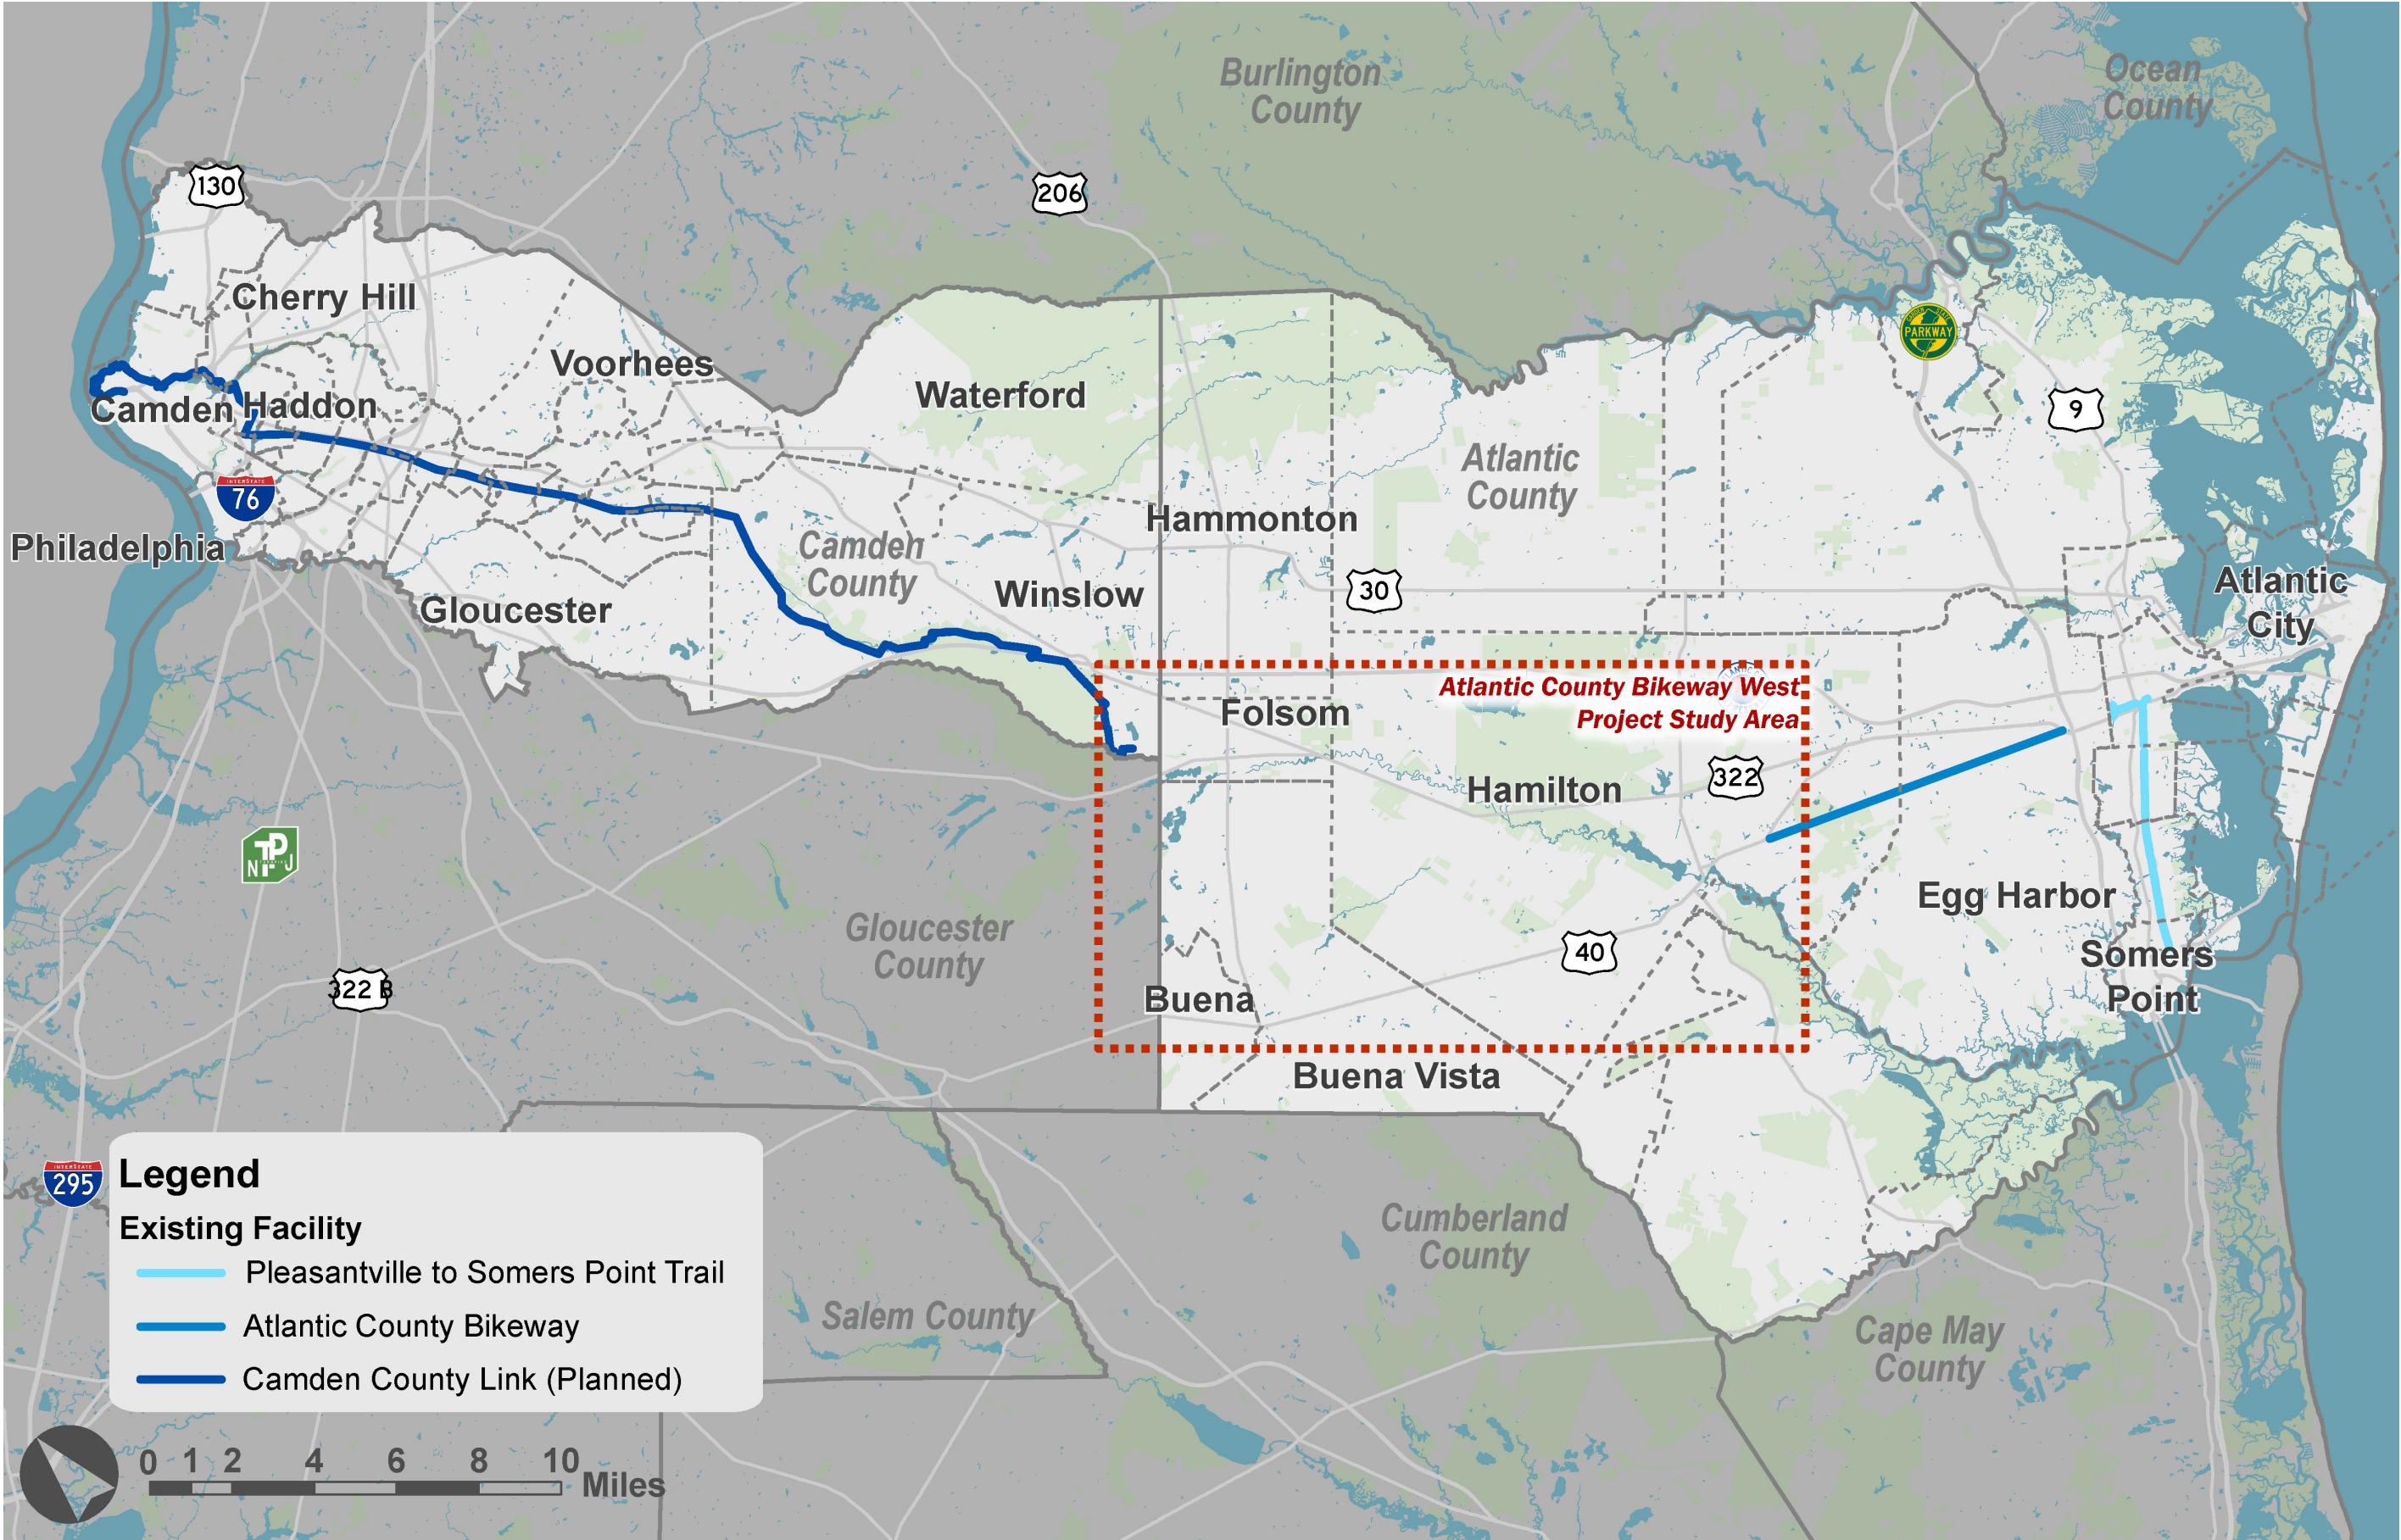 Burlington
County
Ocean
County
130
206
PARKWAY
Cherry Hill
Voorhees
Waterford
Camden
Haddon
9
Atlantic
County
INTERSTATE
76
Hammonton
Philadelphia
Camden
County
Winslow
30
Atlantic
City
Gloucester
Atlantic County Bikeway West
Project Study Area
Folsom
322
Hamilton
NTPJ
Egg Harbor
Gloucester
County
40
Somers
Point
322 B
Buena
Buena Vista
INTERSTATE
295
Legend
Existing Facility
Pleasantville to Somers Point Trail
Atlantic County Bikeway
Camden County Link (Planned)
Cumberland
County
Salem County
Cape May
County
0 1 2 4 6 8 10
Miles